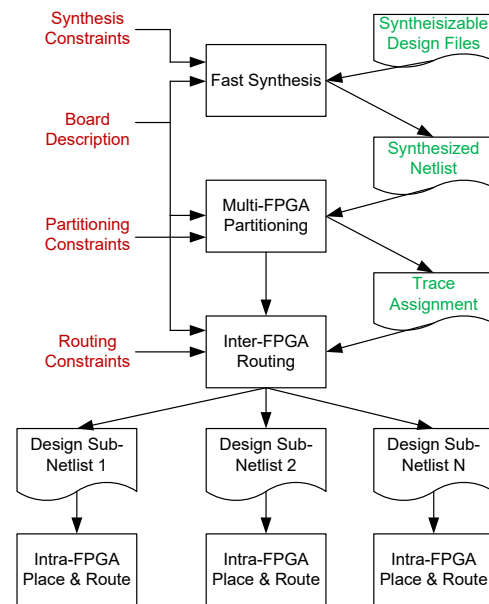 Synthesis
Constraints
Syntheisizable
Design Files
Fast Synthesis
Board
Description
Synthesized
Netlist
Multi-FPGA
Partitioning
Partitioning
Constraints
Trace
Assignment
Inter-FPGA
Routing
Routing
Constraints
Design Sub-
Netlist 1
Design Sub-
Netlist 2
Design Sub-
Netlist N
Intra-FPGA
Place & Route
Intra-FPGA
Place & Route
Intra-FPGA
Place & Route